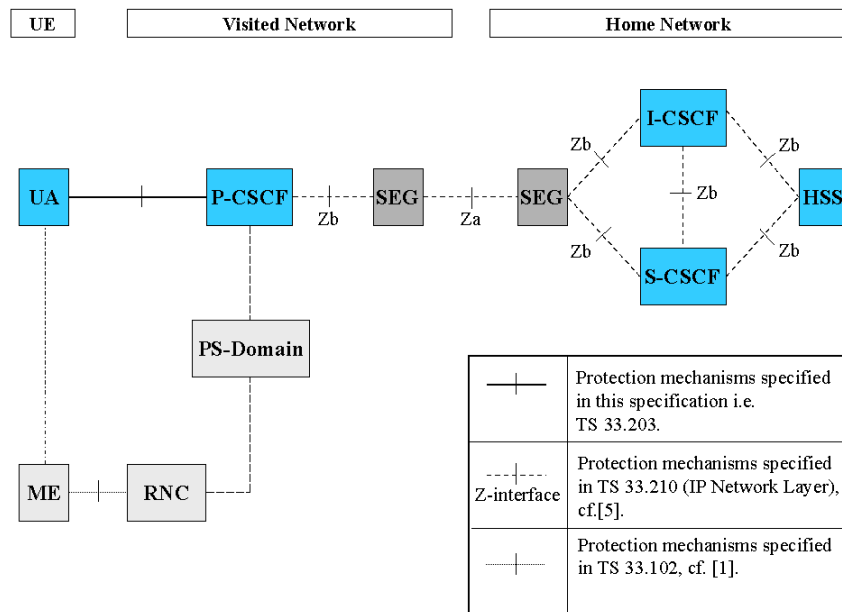 UE
Visited Network
Home Network
I-CSCF
Zb
Zb
UA
P-CSCF
SEG
SEG
Zb
HSS
Zb
Za
Zb
Zb
S-CSCF
PS-Domain
ME
RNC
Protection mechanisms specified
in this specification i.e.
TS 33.203.
Z-interface
Protection mechanisms specified
in TS 33.210 (IP Network Layer),
cf.[5].
Protection mechanisms specified
in TS 33.102, cf. [1].